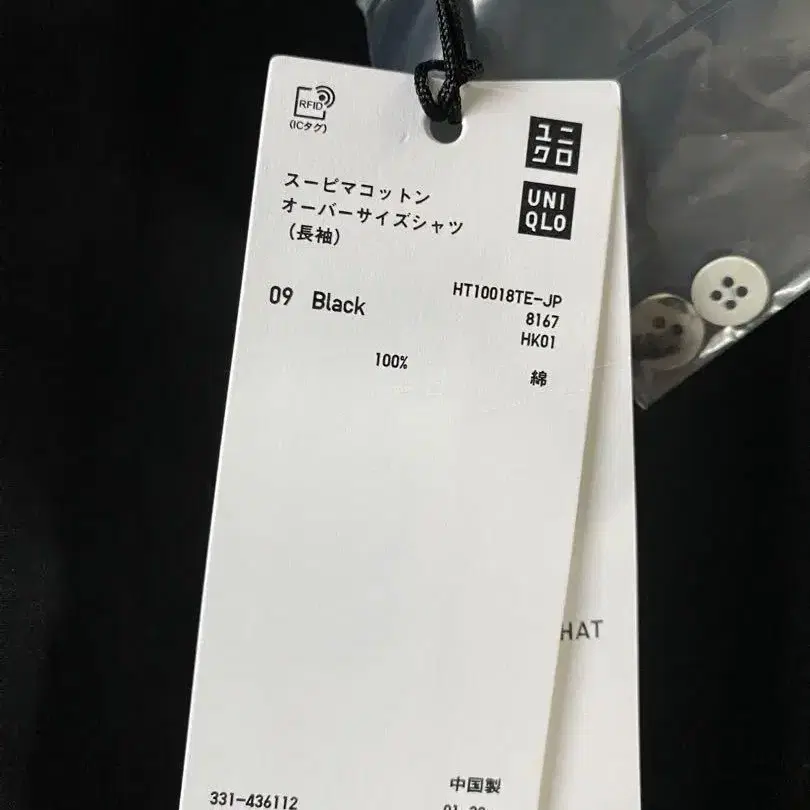 RFID
(ICタグ)
ユニ
クロ
UNI
QLO
スーピマコットン
オーバーサイズシャツ
(長袖)
09 Black
HT10018TE-JP
8167
HK01
100% 綿
HAT
中国製
331-436112